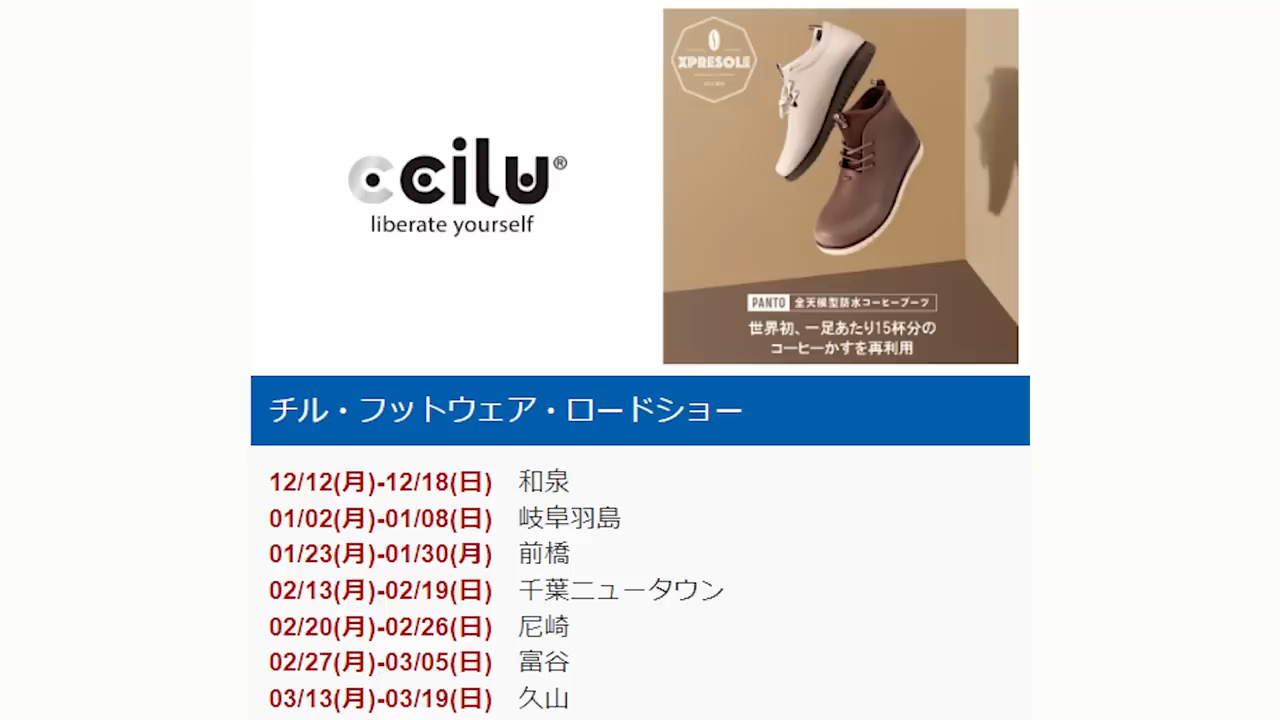 XPRESOLE
ccilu®
liberate yourself
PANTO 全天候型防水コーヒーブーツ
世界初、一足あたり15杯分の
コーヒーかすを再利用
チル・フットウェア・ロードショー
12/12(月)-12/18(日) 和泉
01/02(月)-01/08(日) 岐阜羽島
01/23(月)-01/30(月) 前橋
02/13(月)-02/19(日) 千葉ニュータウン
02/20(月)-02/26(日) 尼崎
02/27(月)-03/05(日) 富谷
03/13(月)-03/19(日) 久山